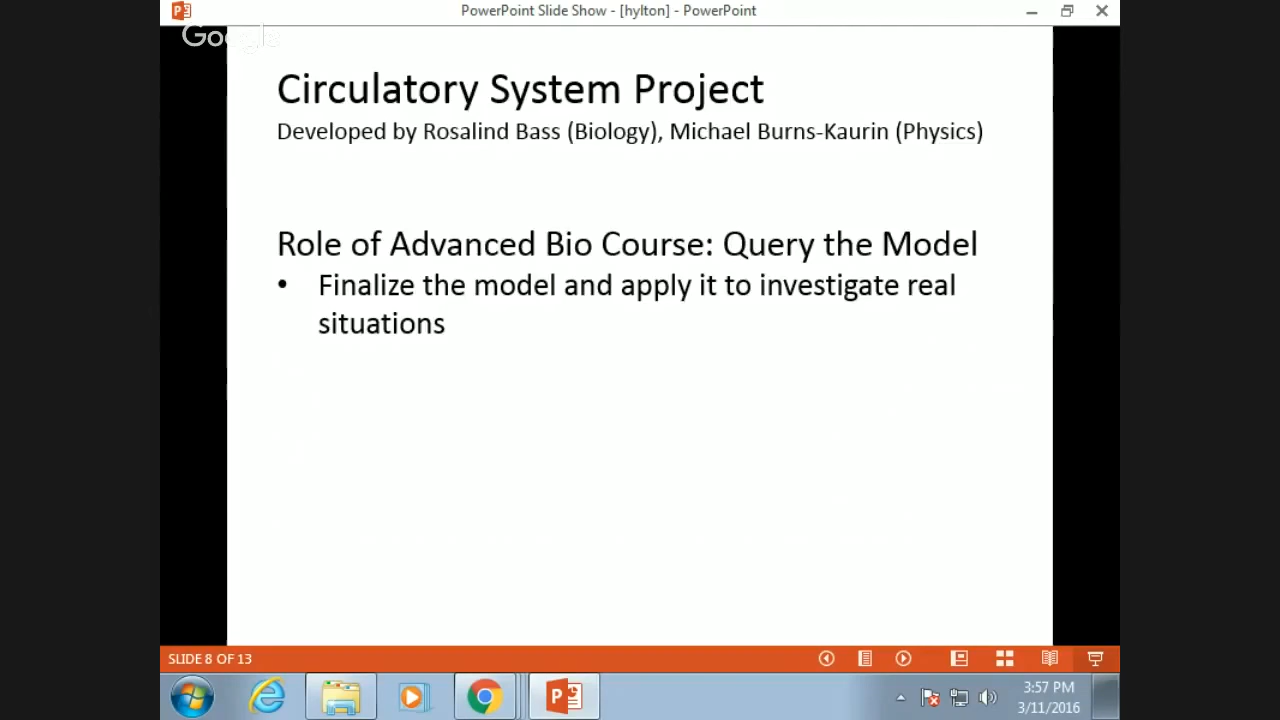 PowerPoint Slide Show - [hylton] - PowerPoint
Google
Circulatory System Project
Developed by Rosalind Bass (Biology), Michael Burns-Kaurin (Physics)
Role of Advanced Bio Course: Query the Model
• Finalize the model and apply it to investigate real
situations
SLIDE 8 OF 13
3:57 PM
3/11/2016